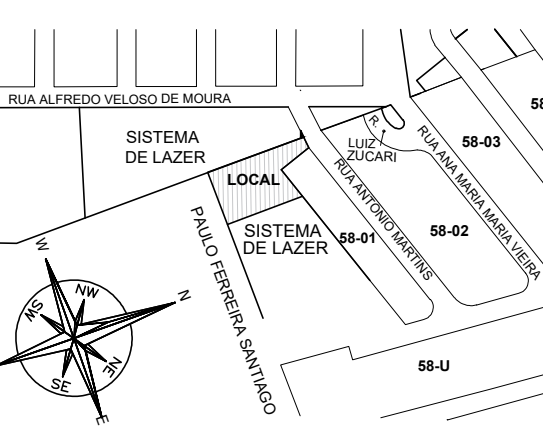 RUA ALFREDO VELOSO DE MOURA
58
SISTEMA
DE LAZER
R.
LUIZ
ZUCARI
RUA ANA MARIA MARIA VIEIRA
58-03
LOCAL
RUA ANTONIO MARTINS
PAULO FERREIRA SANTIAGO
SISTEMA
DE LAZER
58-01
58-02
W
NW
N
SW
NE
SE
E
58-U